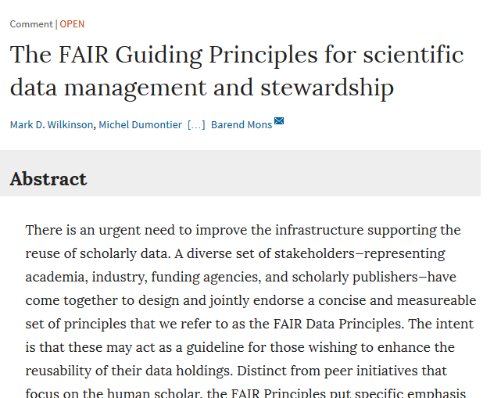 Comment | OPEN
The FAIR Guiding Principles for scientific
data management and stewardship
Mark D. Wilkinson, Michel Dumontier [...] Barend Mons
Abstract
There is an urgent need to improve the infrastructure supporting the
reuse of scholarly data. A diverse set of stakeholders—representing
academia, industry, funding agencies, and scholarly publishers—have
come together to design and jointly endorse a concise and measureable
set of principles that we refer to as the FAIR Data Principles. The intent
is that these may act as a guideline for those wishing to enhance the
reusability of their data holdings. Distinct from peer initiatives that
focus on the human scholar, the FAIR Principles put specific emphasis